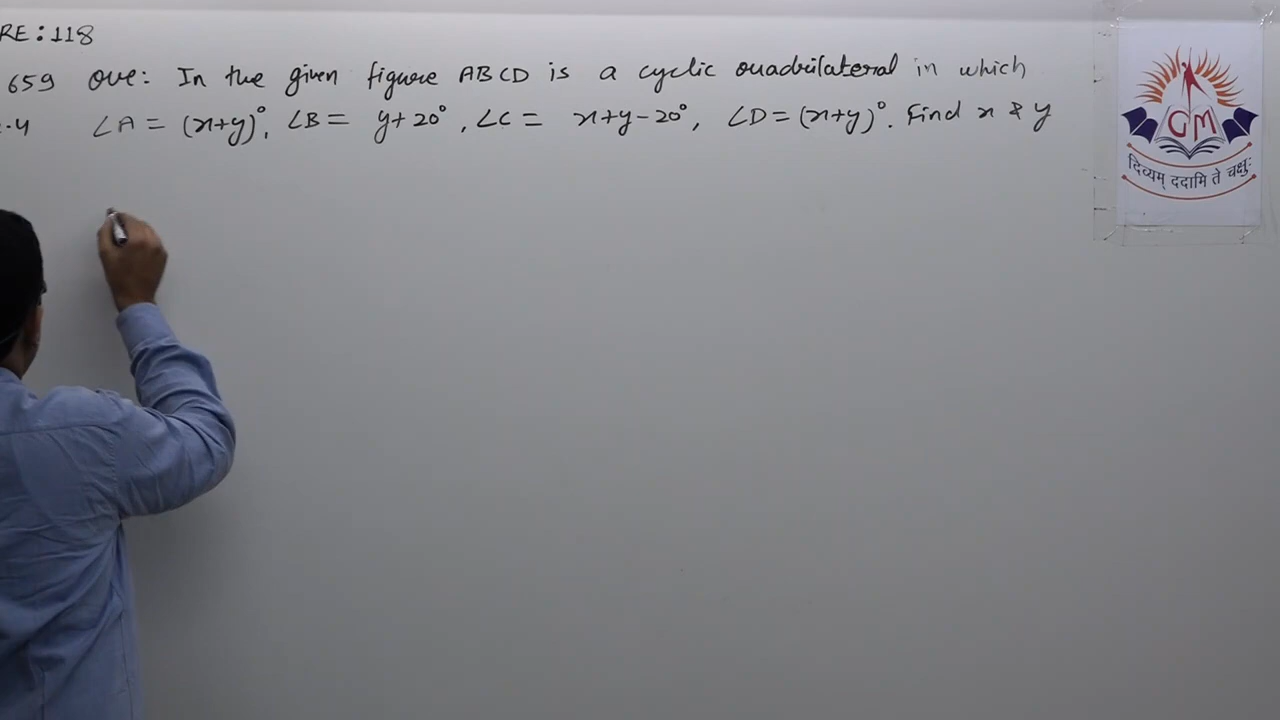 RE: 118
659 Que: In the given figure ABCD is a cyclic quadrilateral in which
∠A = (x+y)°, ∠B = y+20°, ∠C = x+y-20°, ∠D = (x+y)°. Find x & y
GM
दिव्यम् ददामि ते चक्षुः